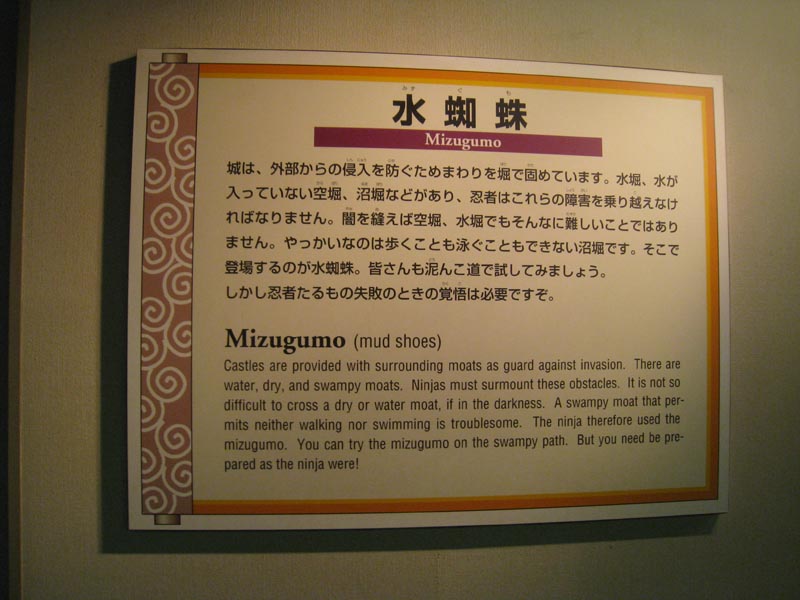 水蜘蛛
Mizugumo
城は、外部からの侵入を防ぐためまわりを堀で固めています。水堀、水が
入っていない空堀、沼堀などがあり、忍者はこれらの障害を乗り越えなけ
ればなりません。闇を縫えば空堀、水堀でもそんなに難しいことではあり
ません。やっかいなのは歩くことも泳ぐこともできない沼堀です。そこで
登場するのが水蜘蛛。皆さんも泥んこ道で試してみましょう。
しかし忍者たるもの失敗のときの覚悟は必要ですぞ。
Mizugumo (mud shoes)
Castles are provided with surrounding moats as guard against invasion. There are
water, dry, and swampy moats. Ninjas must surmount these obstacles. It is not so
difficult to cross a dry or water moat, if in the darkness. A swampy moat that per-
mits neither walking nor swimming is troublesome. The ninja therefore used the
mizugumo. You can try the mizugumo on the swampy path. But you need be pre-
pared as the ninja were!